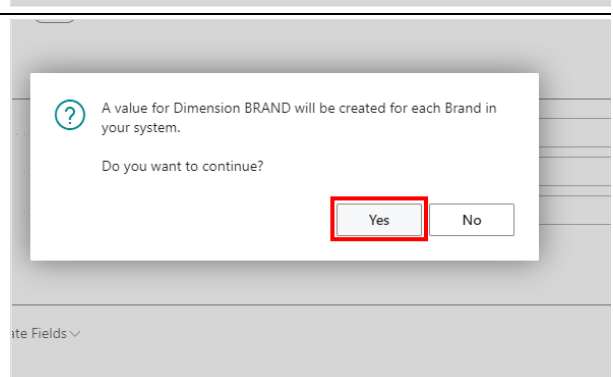 A value for Dimension BRAND will be created for each Brand in
your system.
Do you want to continue?
Yes No
ate Fields